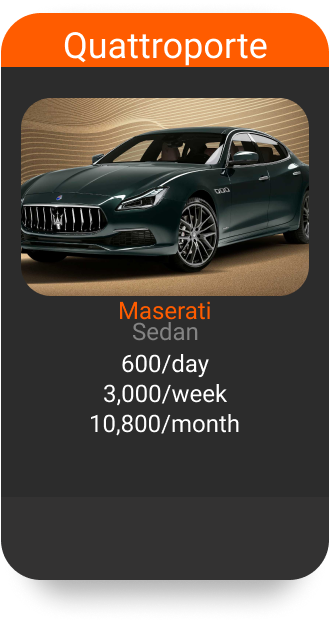 Quattroporte
Maserati
Sedan
600/day
3,000/week
10,800/month